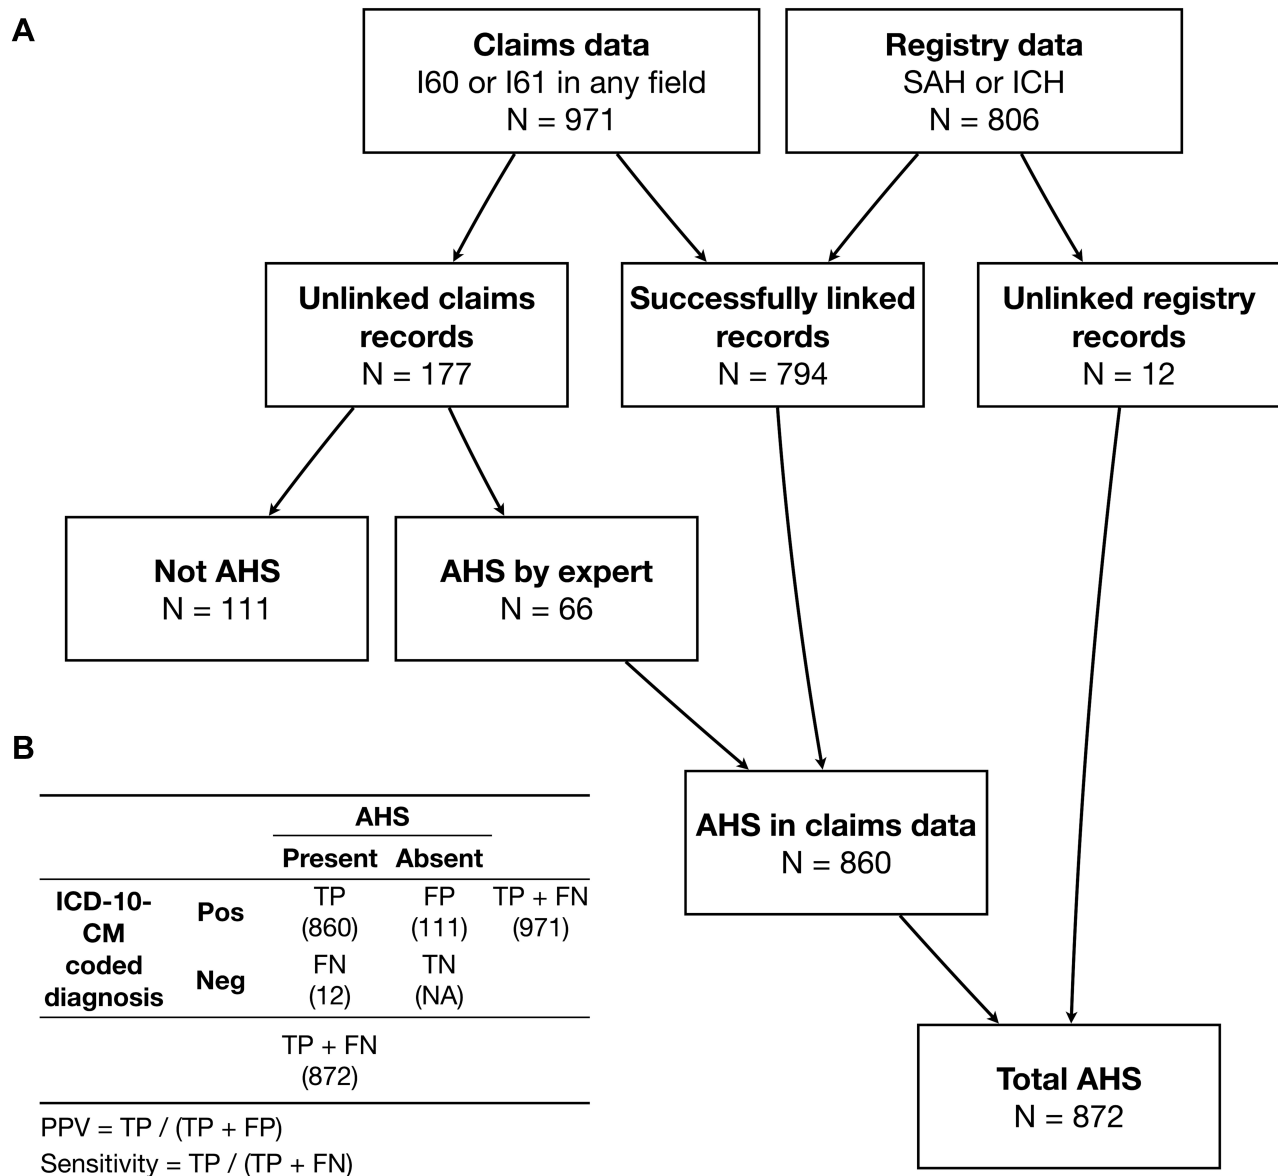 A
Claims data
I60 or I61 in any field
N = 971
Registry data
SAH or ICH
N = 806
Unlinked claims
records
N = 177
Successfully linked
records
N = 794
Unlinked registry
records
N = 12
Not AHS
N = 111
AHS by expert
N = 66
AHS in claims data
N = 860
Total AHS
N = 872
B
AHS
Present Absent
ICD-10-
CM
coded
diagnosis
Pos
TP
(860)
FP
(111)
TP + FN
(971)
Neg
FN
(12)
TN
(NA)
TP + FN
(872)
PPV = TP / (TP + FP)
Sensitivity = TP / (TP + FN)